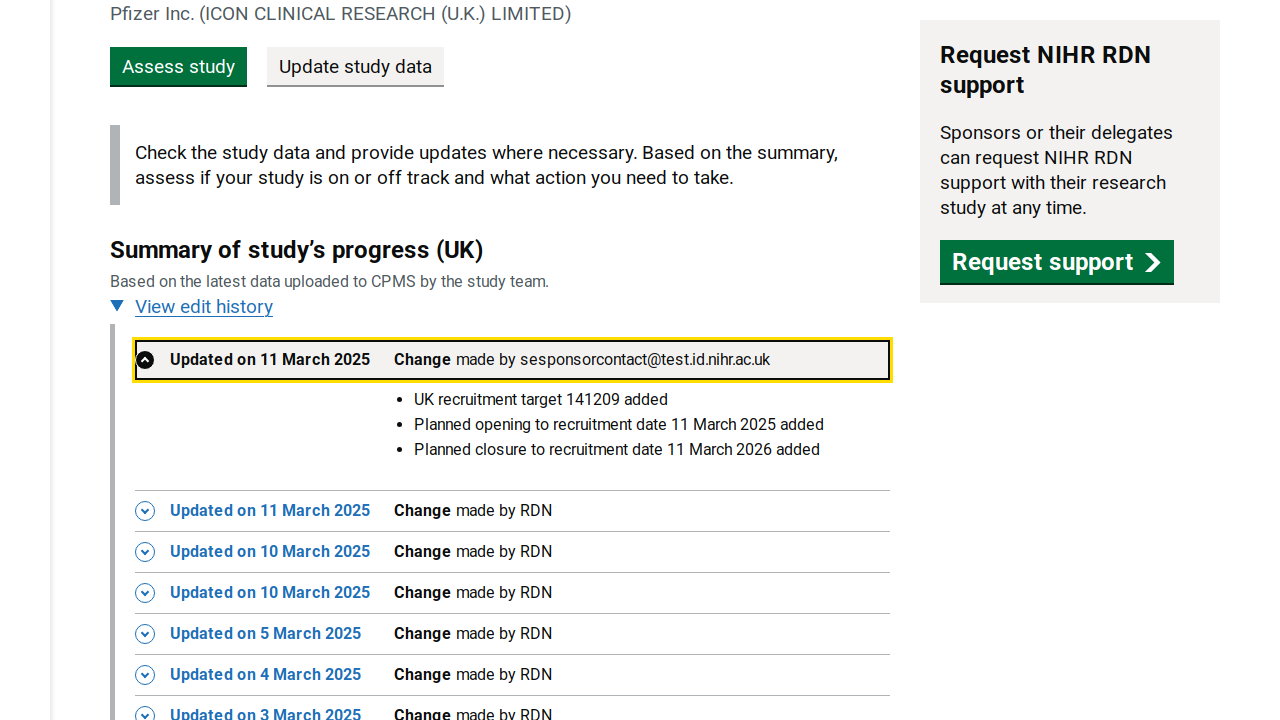 Pfizer Inc. (ICON CLINICAL RESEARCH (U.K.) LIMITED)
Assess study
Update study data
Check the study data and provide updates where necessary. Based on the summary,
assess if your study is on or off track and what action you need to take.
Summary of study’s progress (UK)
Based on the latest data uploaded to CPMS by the study team.
View edit history
Updated on 11 March 2025 Change made by sesponsorcontact@test.id.nihr.ac.uk
• UK recruitment target 141209 added
• Planned opening to recruitment date 11 March 2025 added
• Planned closure to recruitment date 11 March 2026 added
Updated on 11 March 2025 Change made by RDN
Updated on 10 March 2025 Change made by RDN
Updated on 10 March 2025 Change made by RDN
Updated on 5 March 2025 Change made by RDN
Updated on 4 March 2025 Change made by RDN
Updated on 3 March 2025 Change made by RDN
Request NIHR RDN
support
Sponsors or their delegates
can request NIHR RDN
support with their research
study at any time.
Request support